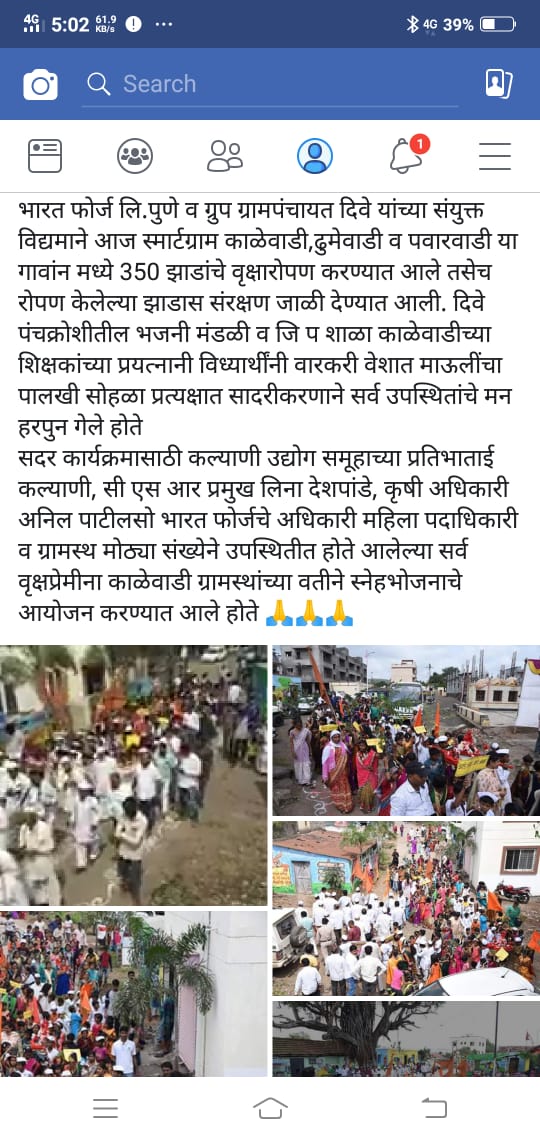 4G 5:02 61.9 KB/s ... 4G 39%
Search
1
भारत फोर्ज लि.पुणे व ग्रुप ग्रामपंचायत दिवे यांच्या संयुक्त
विद्यमाने आज स्मार्टग्राम काळेवाडी,ढुमेवाडी व पवारवाडी या
गावांन मध्ये 350 झाडांचे वृक्षारोपण करण्यात आले तसेच
रोपण केलेल्या झाडास संरक्षण जाळी देण्यात आली. दिवे
पंचक्रोशीतील भजनी मंडळी व जि प शाळा काळेवाडीच्या
शिक्षकांच्या प्रयत्नानी विध्यार्थींनी वारकरी वेशात माऊलींचा
पालखी सोहळा प्रत्यक्षात सादरीकरणाने सर्व उपस्थितांचे मन
हरपुन गेले होते
सदर कार्यक्रमासाठी कल्याणी उद्योग समूहाच्या प्रतिभाताई
कल्याणी, सी एस आर प्रमुख लिना देशपांडे, कृषी अधिकारी
अनिल पाटीलसो भारत फोर्जचे अधिकारी महिला पदाधिकारी
व ग्रामस्थ मोठ्या संख्येने उपस्थितीत होते आलेल्या सर्व
वृक्षप्रेमीना काळेवाडी ग्रामस्थांच्या वतीने स्नेहभोजनाचे
आयोजन करण्यात आले होते 🙏🙏🙏